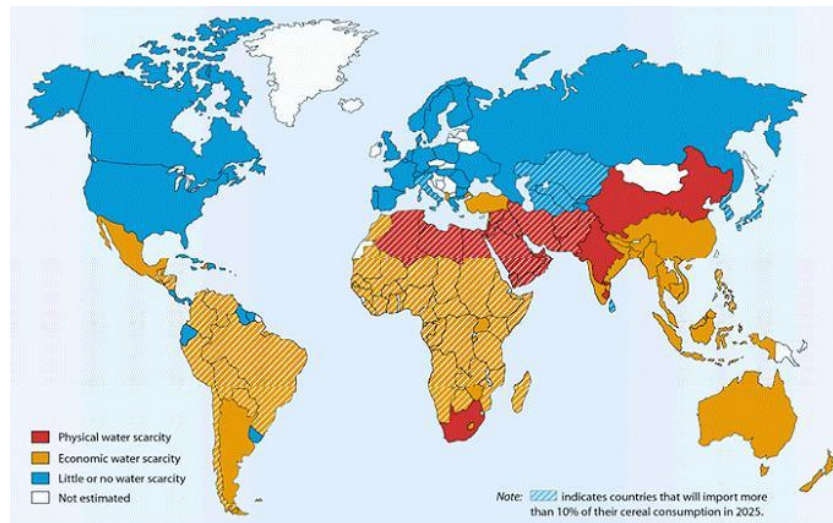 Physical water scarcity
Economic water scarcity
Little or no water scarcity
Not estimated
Note: indicates countries that will import more
than 10% of their cereal consumption in 2025.